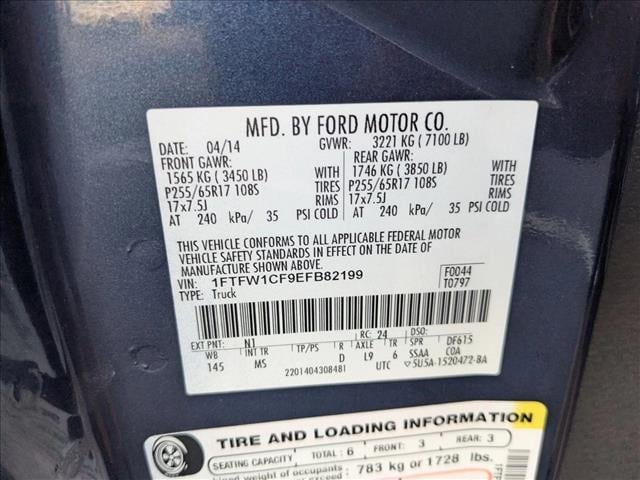 MFD. BY FORD MOTOR CO.
DATE: 04/14 GVWR: 3221 KG ( 7100 LB)
FRONT GAWR: REAR GAWR:
1565 KG ( 3450 LB) WITH 1746 KG ( 3850 LB) WITH
P255/65R17 108S TIRES P255/65R17 108S TIRES
17x7.5J RIMS 17x7.5J RIMS
AT 240 kPa/ 35 PSI COLD AT 240 kPa/ 35 PSI COLD
THIS VEHICLE CONFORMS TO ALL APPLICABLE FEDERAL MOTOR
VEHICLE SAFETY STANDARDS IN EFFECT ON THE DATE OF
MANUFACTURE SHOWN ABOVE.
VIN: 1FTFW1CF9EFB82199 F0044
TYPE: Truck T0797
EXT PNT: N1 RC: 24 DSO:
WB INT TR TP/PS R AXLE TR SPR DF615
145 MS D L9 6 SSAA COA
2201404308481 UTC 5U5A-1520472-BA
TIRE AND LOADING INFORMATION
SEATING CAPACITY TOTAL : 6 FRONT: 3 REAR: 3
weight of occupants 783 kg or 1728 lbs.